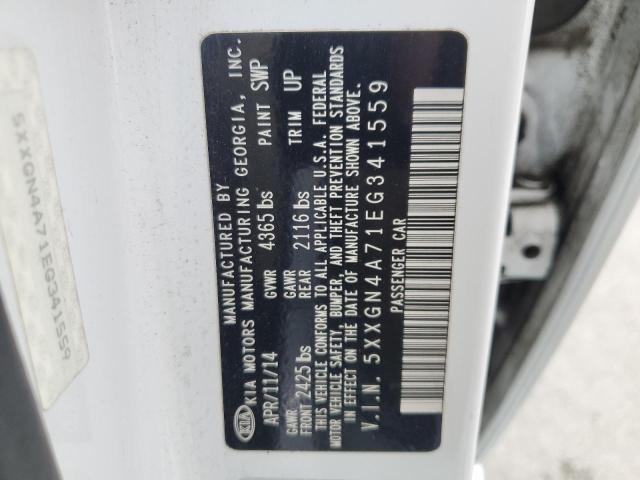 5XXGN4A71EG341559
MANUFACTURED BY
KIA MOTORS MANUFACTURING GEORGIA, INC.
KIA
APR/11/14 GVWR 4365 lbs PAINT SWP
GAWR FRONT 2425 lbs GAWR REAR 2116 lbs TRIM UP
THIS VEHICLE CONFORMS TO ALL APPLICABLE U.S.A. FEDERAL
MOTOR VEHICLE SAFETY, BUMPER, AND THEFT PREVENTION STANDARDS
IN EFFECT ON THE DATE OF MANUFACTURE SHOWN ABOVE.
V.I.N. 5XXGN4A71EG341559
PASSENGER CAR